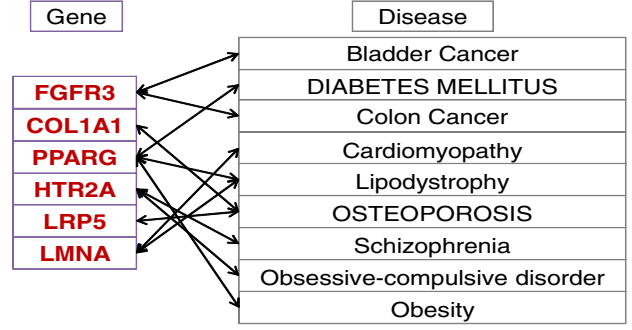 Gene
Disease
FGFR3
COL1A1
PPARG
HTR2A
LRP5
LMNA
Bladder Cancer
DIABETES MELLITUS
Colon Cancer
Cardiomyopathy
Lipodystrophy
OSTEOPOROSIS
Schizophrenia
Obsessive-compulsive disorder
Obesity